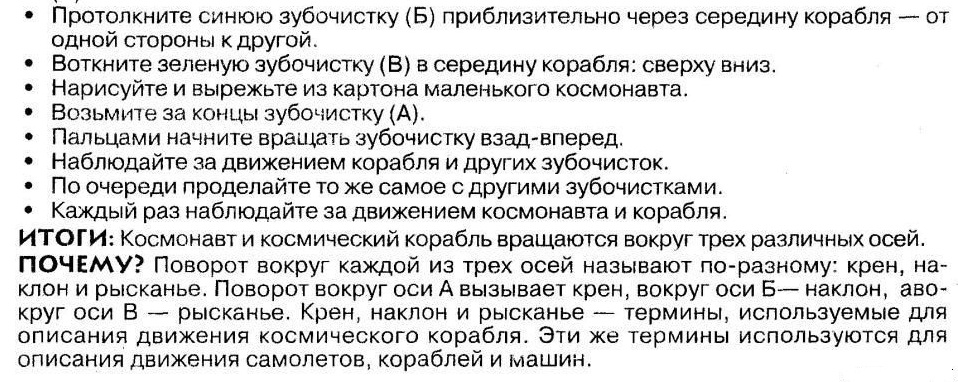 • Протолкните синюю зубочистку (Б) приблизительно через середину корабля — от
одной стороны к другой.
• Воткните зеленую зубочистку (В) в середину корабля: сверху вниз.
• Нарисуйте и вырежьте из картона маленького космонавта.
• Возьмите за концы зубочистку (А).
• Пальцами начните вращать зубочистку взад-вперед.
• Наблюдайте за движением корабля и других зубочисток.
• По очереди проделайте то же самое с другими зубочистками.
• Каждый раз наблюдайте за движением космонавта и корабля.
ИТОГИ: Космонавт и космический корабль вращаются вокруг трех различных осей.
ПОЧЕМУ? Поворот вокруг каждой из трех осей называют по-разному: крен, на-
клон и рысканье. Поворот вокруг оси А вызывает крен, вокруг оси Б— наклон, аво-
круг оси В — рысканье. Крен, наклон и рысканье — термины, используемые для
описания движения космического корабля. Эти же термины используются для
описания движения самолетов, кораблей и машин.